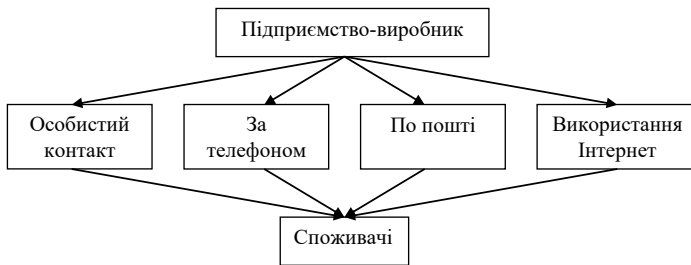 Підприємство-виробник
Особистий
контакт
За
телефоном
По пошті
Використання
Інтернет
Споживачі